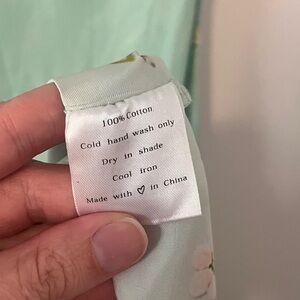 100% Cotton
Cold hand wash only
Dry in shade
Cool Iron
Made with ♡ in China